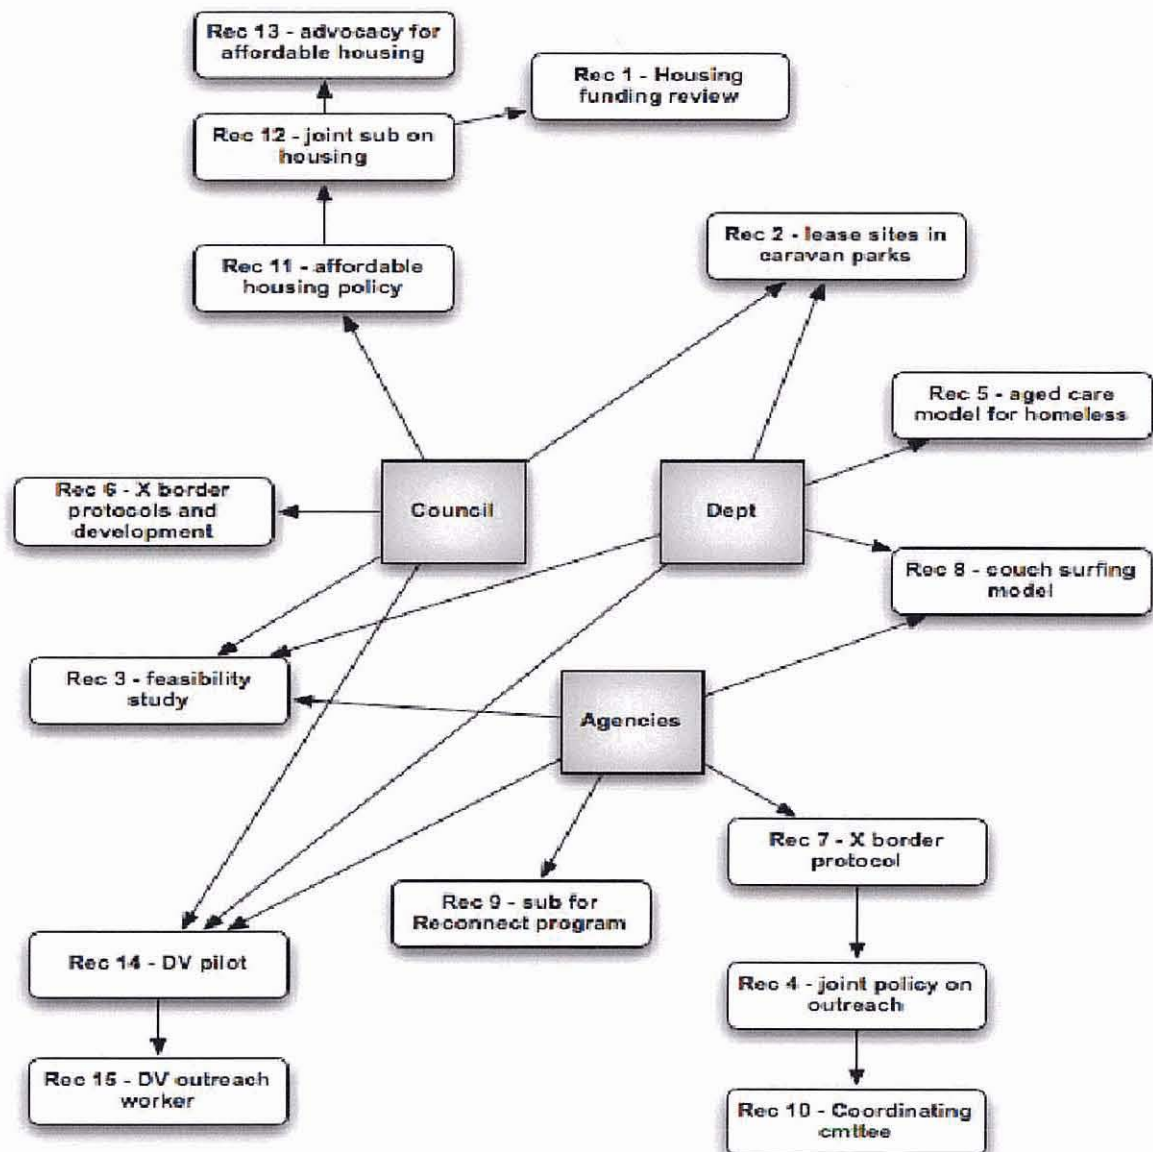 Rec 13 - advocacy for
affordable housing
Rec 1 - Housing
funding review
Rec 12 - joint sub on
housing
Rec 2 - lease sites in
caravan parks
Rec 11 - affordable
housing policy
Rec 5 - aged care
model for homeless
Rec 6 - X border
protocols and
development
Council
Dept
Rec 8 - couch surfing
model
Rec 3 - feasibility
study
Agencies
Rec 7 - X border
protocol
Rec 9 - sub for
Reconnect program
Rec 14 - DV pilot
Rec 4 - joint policy on
outreach
Rec 15 - DV outreach
worker
Rec 10 - Coordinating
cmttee